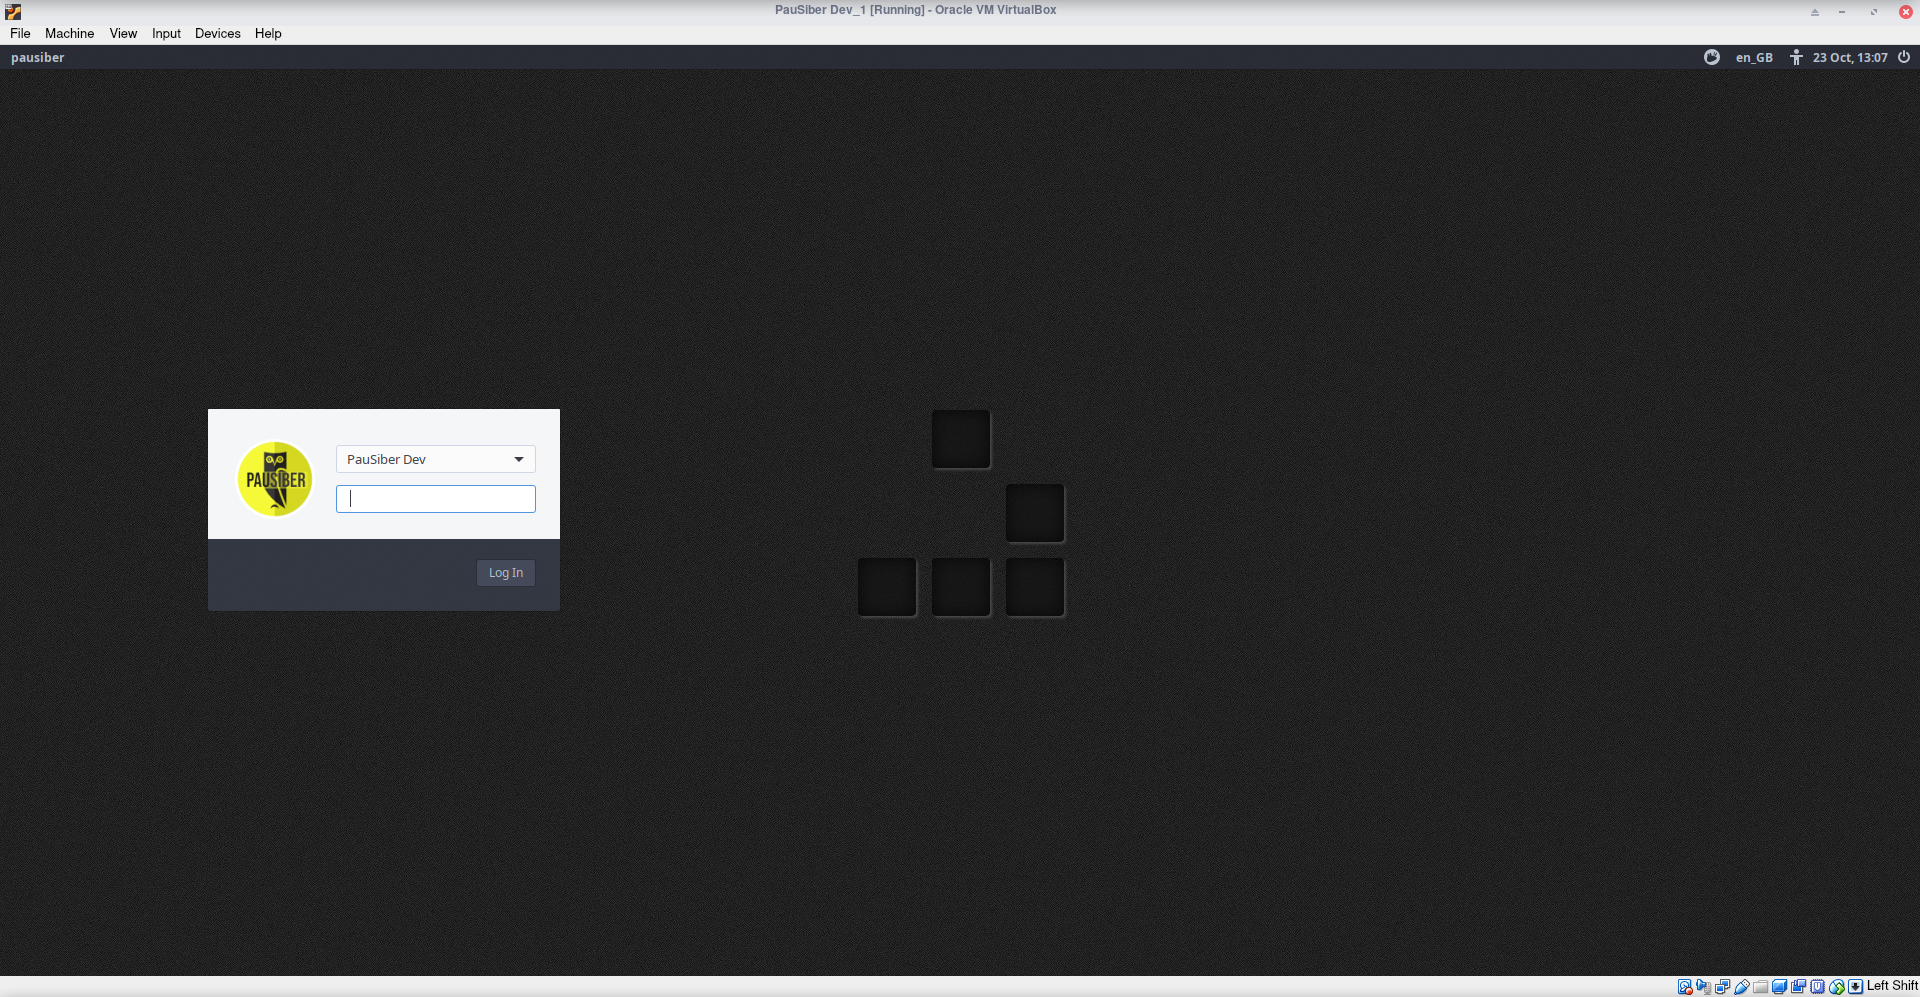 PauSiber Dev_1 [Running] - Oracle VM VirtualBox
File Machine View Input Devices Help
pausiber en_GB 23 Oct, 13:07
PauSiber Dev
PAUSIBER
Log In
Left Shift